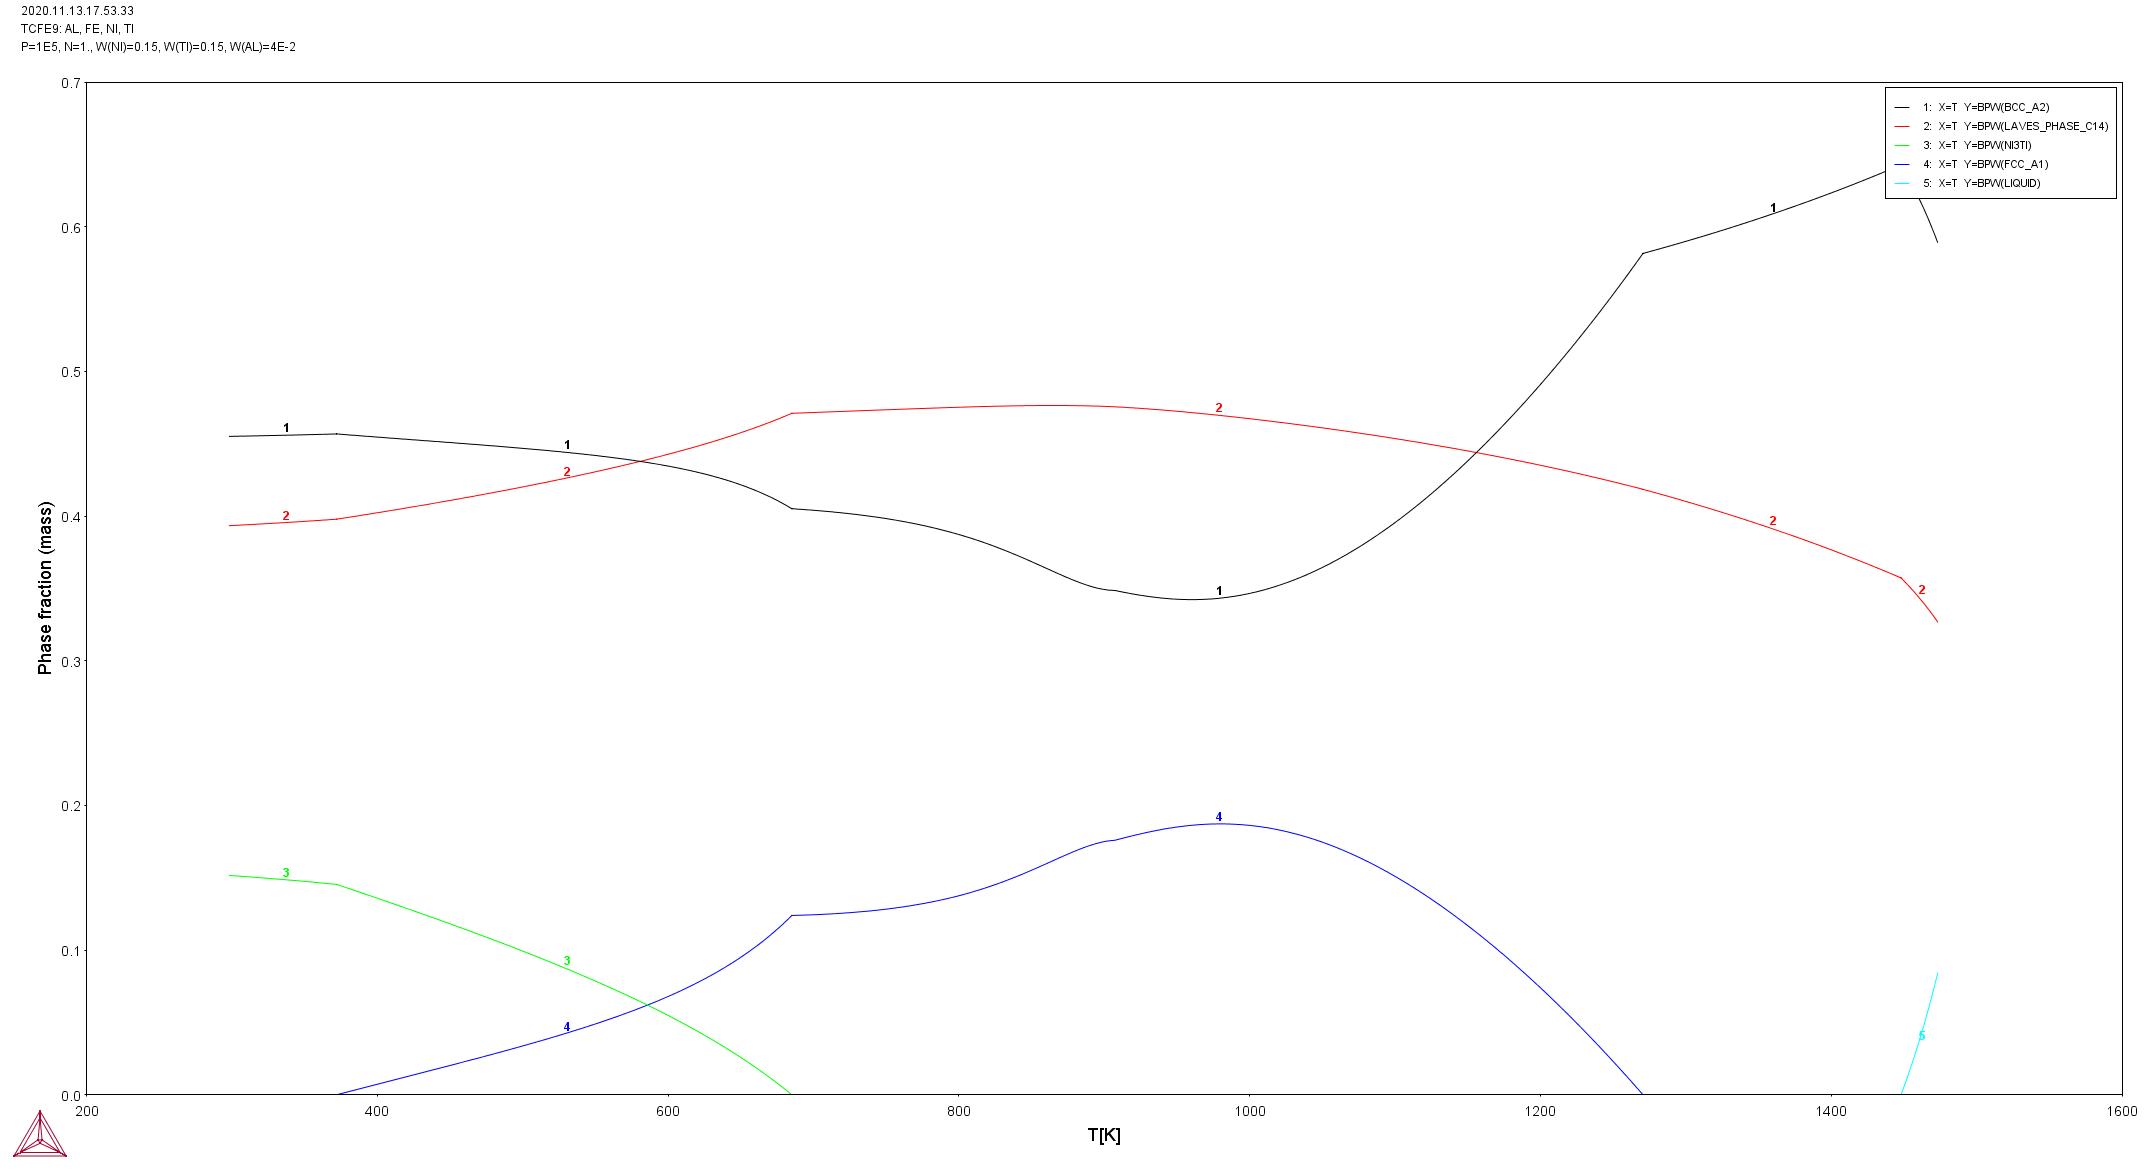 2020.11.13.17.53.33
TCFE9: AL, FE, NI, TI
P=1E5, N=1., W(NI)=0.15, W(TI)=0.15, W(AL)=4E-2
0.7
0.6
0.5
0.4
0.3
0.2
0.1
0.0
Phase fraction (mass)
1: X=T Y=BPW(BCC_A2)
2: X=T Y=BPW(LAVES_PHASE_C14)
3: X=T Y=BPW(NI3TI)
4: X=T Y=BPW(FCC_A1)
5: X=T Y=BPW(LIQUID)
1
1
1
1
2
2
2
2
2
3
3
4
4
5
200 400 600 800 1000 1200 1400 1600
T[K]